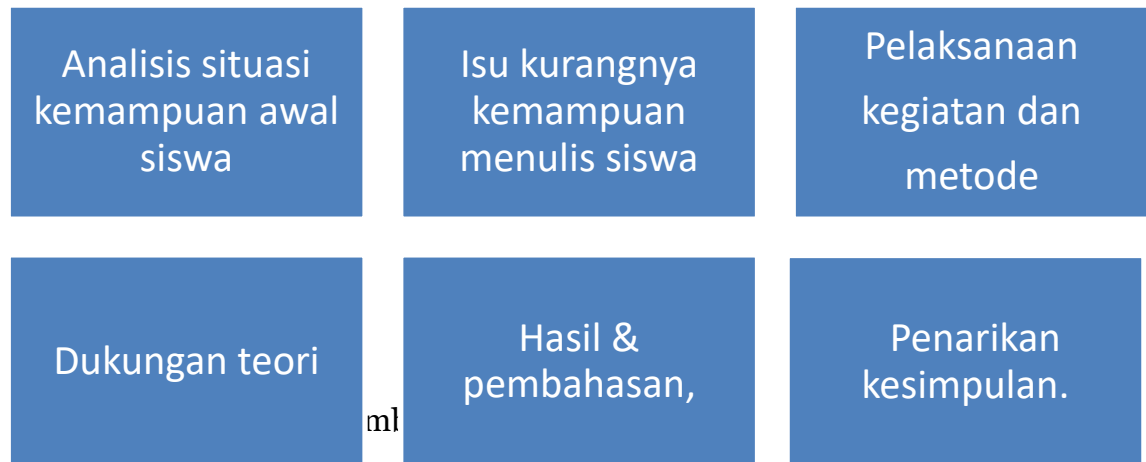 Analisis situasi
kemampuan awal
siswa
Isu kurangnya
kemampuan
menulis siswa
Pelaksanaan
kegiatan dan
metode
Dukungan teori
Hasil &
pembahasan,
Penarikan
kesimpulan.